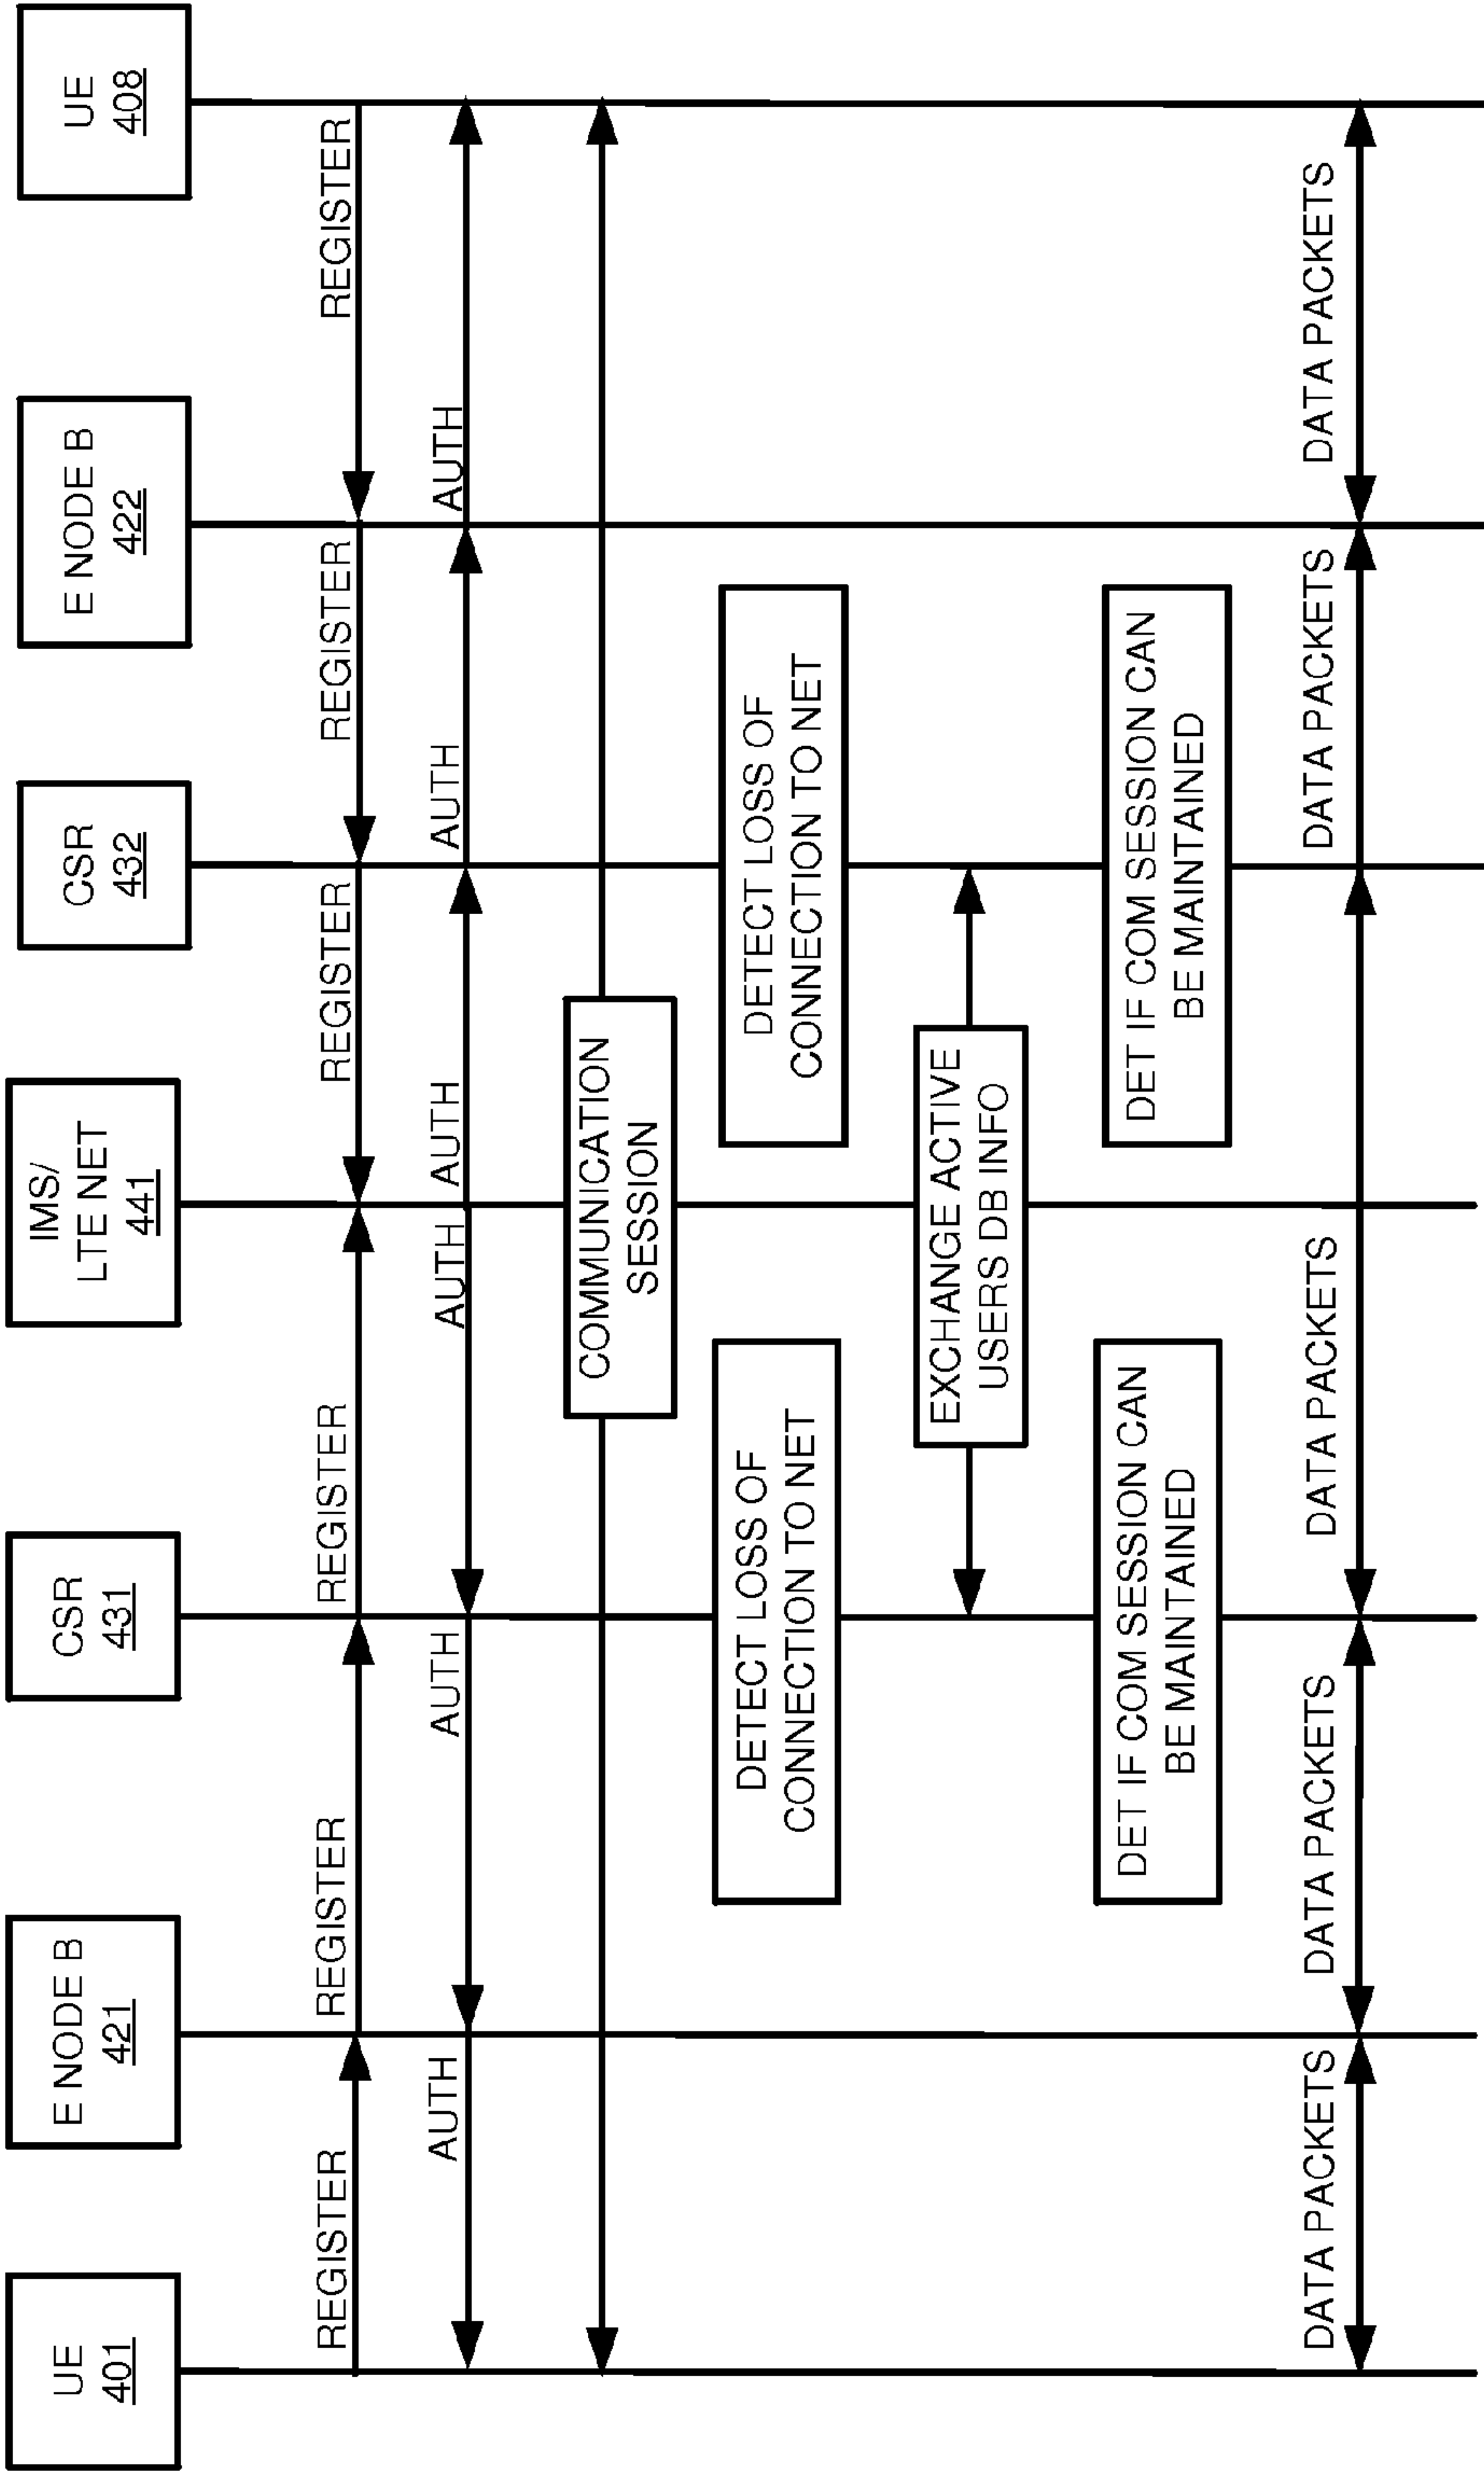 UE
401
E NODE B
421
CSR
431
IMS/
LTE NET
441
CSR
432
E NODE B
422
UE
408
REGISTER
REGISTER
REGISTER
REGISTER
REGISTER
REGISTER
AUTH
AUTH
AUTH
AUTH
AUTH
AUTH
COMMUNICATION
SESSION
DETECT LOSS OF
CONNECTION TO NET
DETECT LOSS OF
CONNECTION TO NET
EXCHANGE ACTIVE
USERS DB INFO
DET IF COM SESSION CAN
BE MAINTAINED
DET IF COM SESSION CAN
BE MAINTAINED
DATA PACKETS
DATA PACKETS
DATA PACKETS
DATA PACKETS
DATA PACKETS